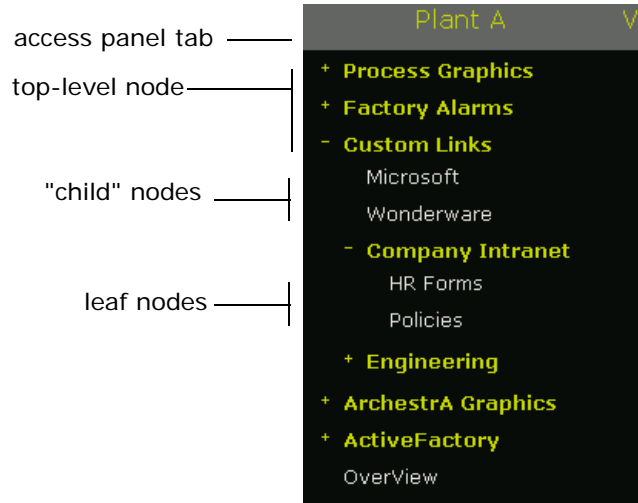 Plant A V
access panel tab
top-level node
+ Process Graphics
+ Factory Alarms
- Custom Links
"child" nodes
Microsoft
Wonderware
- Company Intranet
leaf nodes
HR Forms
Policies
+ Engineering
+ ArchestrA Graphics
+ ActiveFactory
OverView